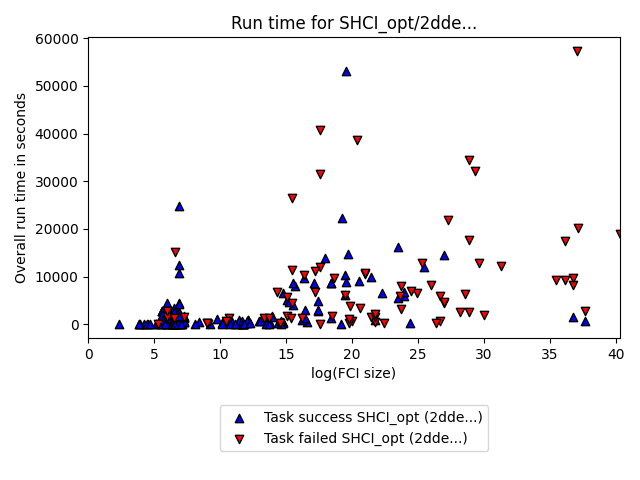 Run time for SHCI_opt/2dde...
Overall run time in seconds
60000
50000
40000
30000
20000
10000
0
0 5 10 15 20 25 30 35 40
log(FCI size)
Task success SHCI_opt (2dde...)
Task failed SHCI_opt (2dde...)